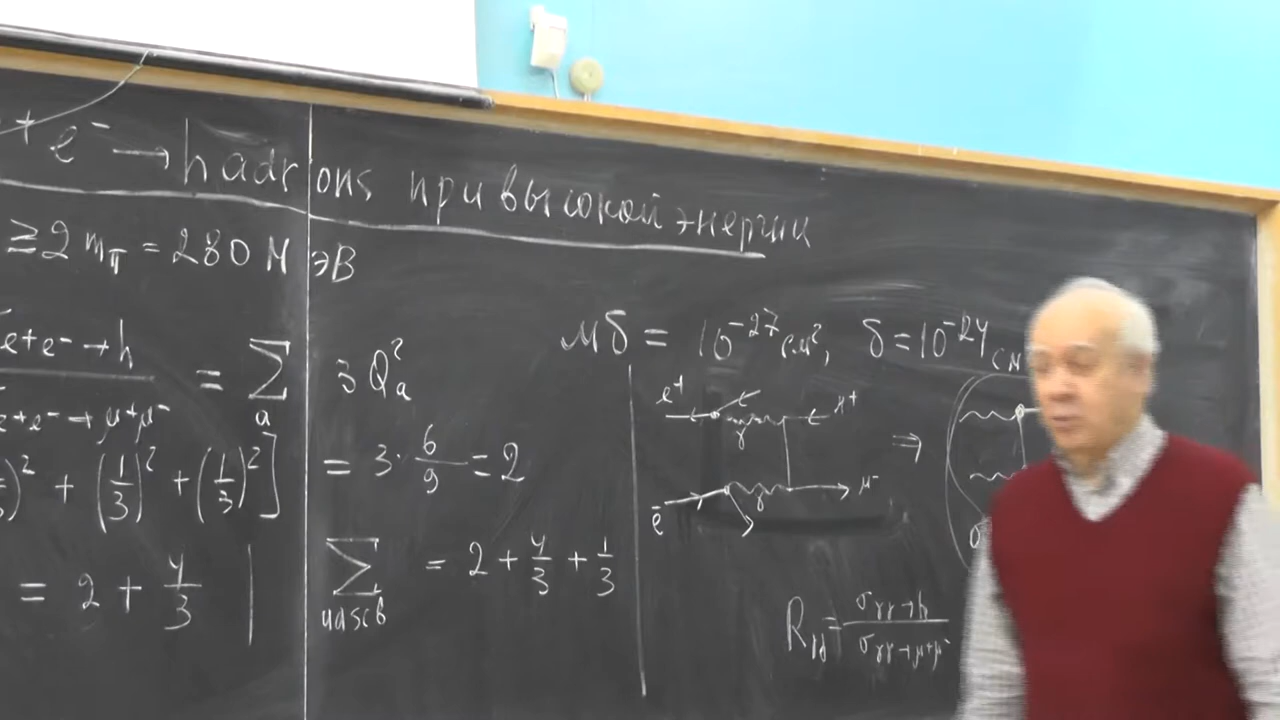 + e⁻ → hadrons при высокой энергии
≥ 2 mπ = 280 МэВ
e+e- → h
= Σ 3 Qₐ²
a
e+e- → μ+μ-
)² + (1/3)² + (1/3)²] = 3 · 6/9 = 2
= 2 + 4/3 |
Σ = 2 + 4/3 + 1/3
udscb
мб = 10⁻²⁷ см², б = 10⁻²⁴ см
e⁺
γ
⇒
e⁻
γ
μ⁻
σγγ→h
R =
σγγ→μ+μ-